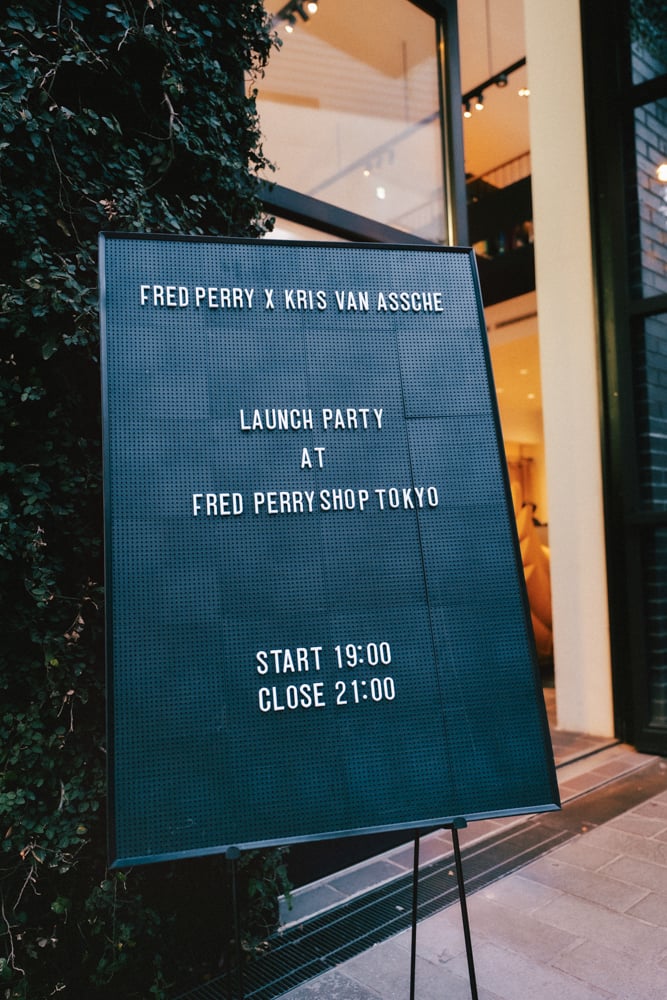 FRED PERRY X KRIS VAN ASSCHE
LAUNCH PARTY
AT
FRED PERRY SHOP TOKYO
START 19:00
CLOSE 21:00